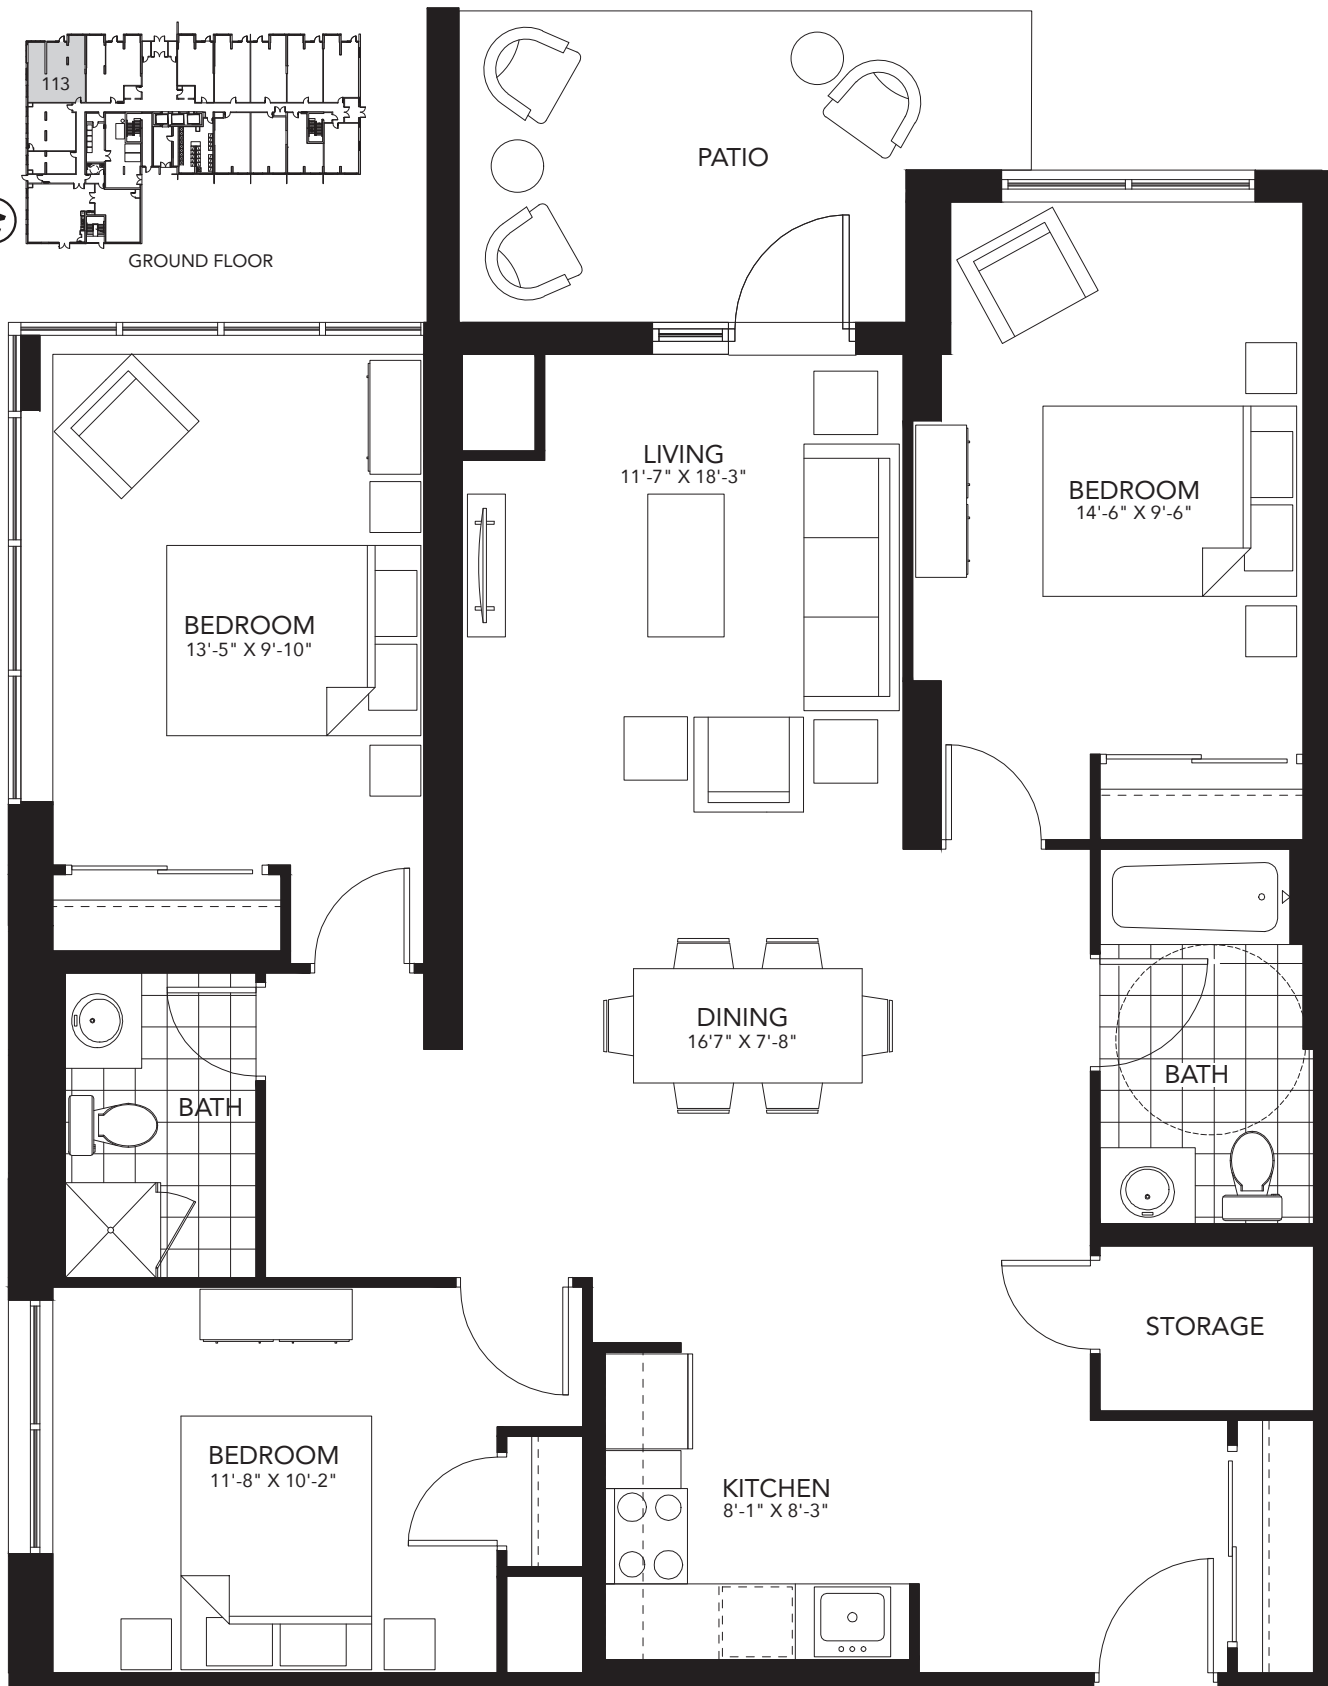 113
GROUND FLOOR
PATIO
LIVING
11'-7" X 18'-3"
BEDROOM
14'-6" X 9'-6"
BEDROOM
13'-5" X 9'-10"
DINING
16'7" X 7'-8"
BATH
BATH
STORAGE
BEDROOM
11'-8" X 10'-2"
KITCHEN
8'-1" X 8'-3"